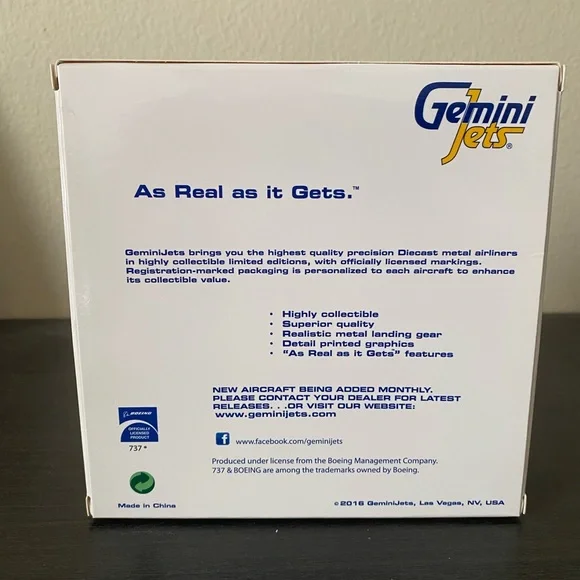 Gemini
Jets®
As Real as it Gets.™
GeminiJets brings you the highest quality precision Diecast metal airliners
in highly collectible limited editions, with officially licensed markings.
Registration-marked packaging is personalized to each aircraft to enhance
its collectible value.
• Highly collectible
• Superior quality
• Realistic metal landing gear
• Detail printed graphics
• "As Real as it Gets" features
NEW AIRCRAFT BEING ADDED MONTHLY.
PLEASE CONTACT YOUR DEALER FOR LATEST
RELEASES. . .OR VISIT OUR WEBSITE:
www.geminijets.com
f www.facebook.com/geminijets
BOEING
OFFICIALLY
LICENSED
PRODUCT
737 *
Produced under license from the Boeing Management Company.
737 & BOEING are among the trademarks owned by Boeing.
Made in China
©2016 GeminiJets, Las Vegas, NV, USA